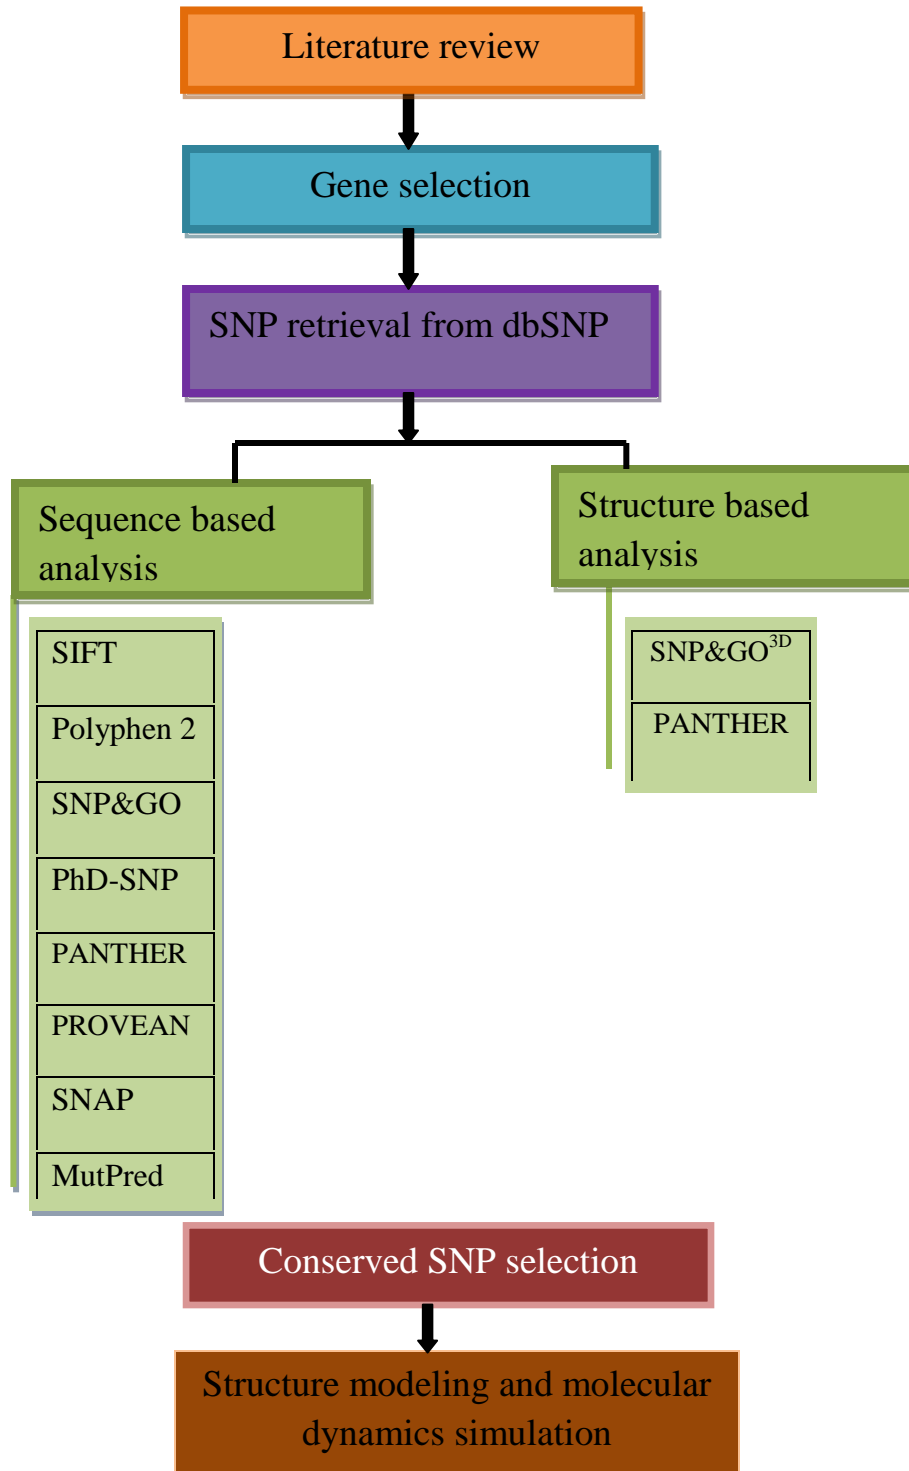 Literature review
Gene selection
SNP retrieval from dbSNP
Sequence based
analysis
Structure based
analysis
SIFT
Polyphen 2
SNP&GO
PhD-SNP
PANTHER
PROVEAN
SNAP
MutPred
SNP&GO3D
PANTHER
Conserved SNP selection
Structure modeling and molecular
dynamics simulation